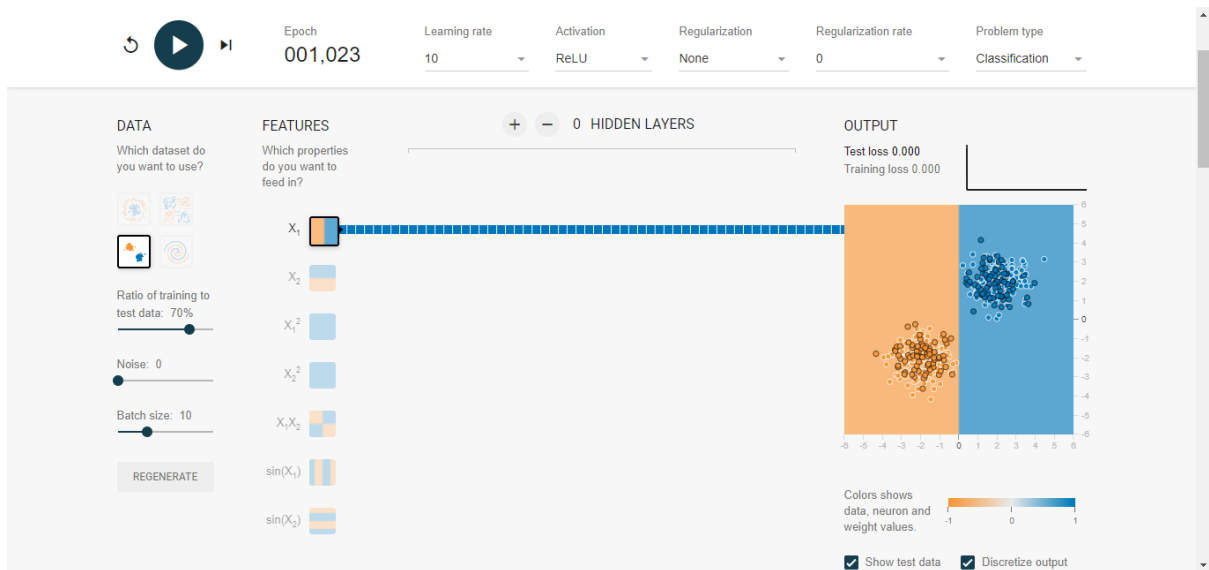 Epoch
001,023
Learning rate
10
Activation
ReLU
Regularization
None
Regularization rate
0
Problem type
Classification
DATA
Which dataset do
you want to use?
Ratio of training to
test data: 70%
Noise: 0
Batch size: 10
REGENERATE
FEATURES
Which properties
do you want to
feed in?
X₁
X₂
X₁²
X₂²
X₁X₂
sin(X₁)
sin(X₂)
+ − 0 HIDDEN LAYERS
OUTPUT
Test loss 0.000
Training loss 0.000
6
4
3
2
1
0
-1
-2
-3
-4
-5
-6
-6 -5 -4 -3 -2 -1 0 1 2 3 4 5 6
Colors shows
data, neuron and
weight values.
-1 0 1
Show test data
Discretize output